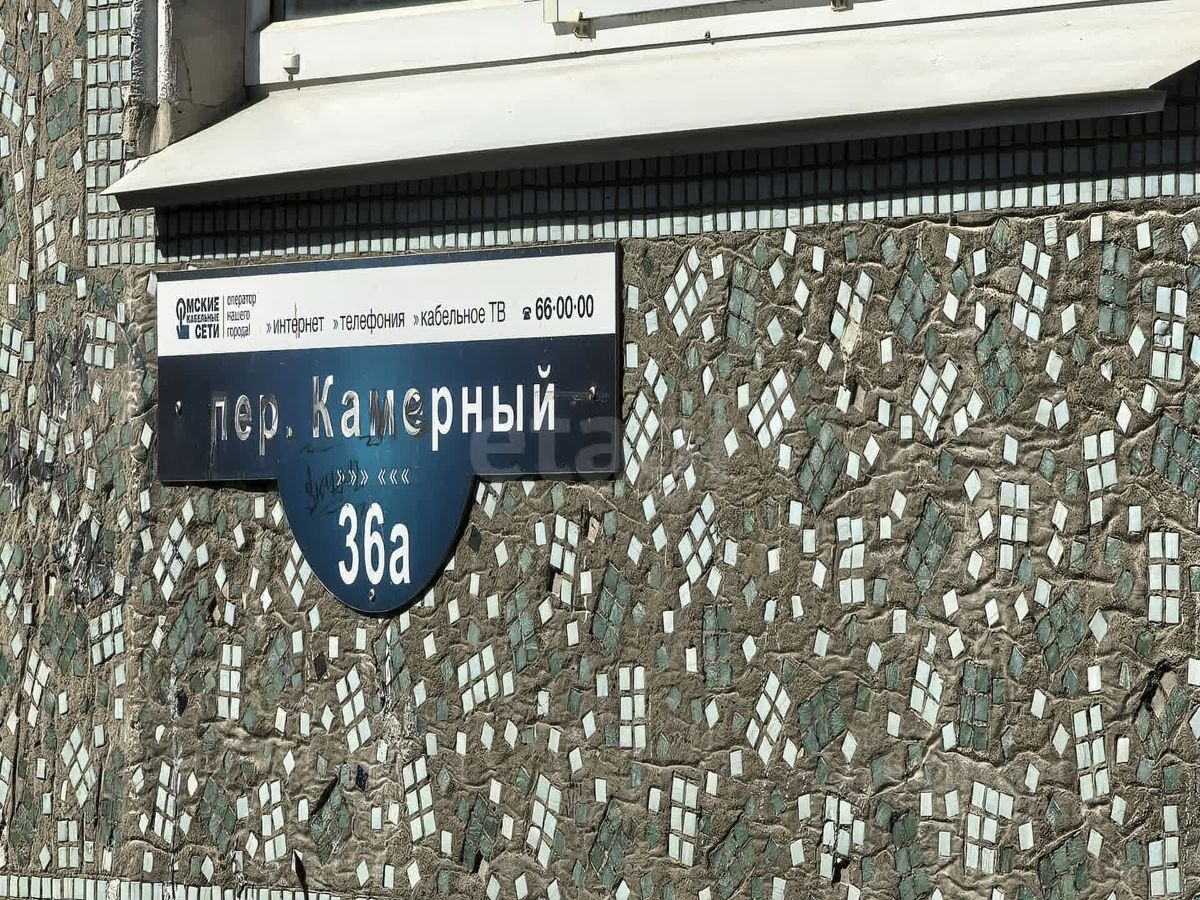 ОМСКИЕ
КАБЕЛЬНЫЕ
СЕТИ
оператор
нашего
города!
»интернет »телефония »кабельное ТВ ☎ 66-00-00
пер. Камерный
»»» «««
36а